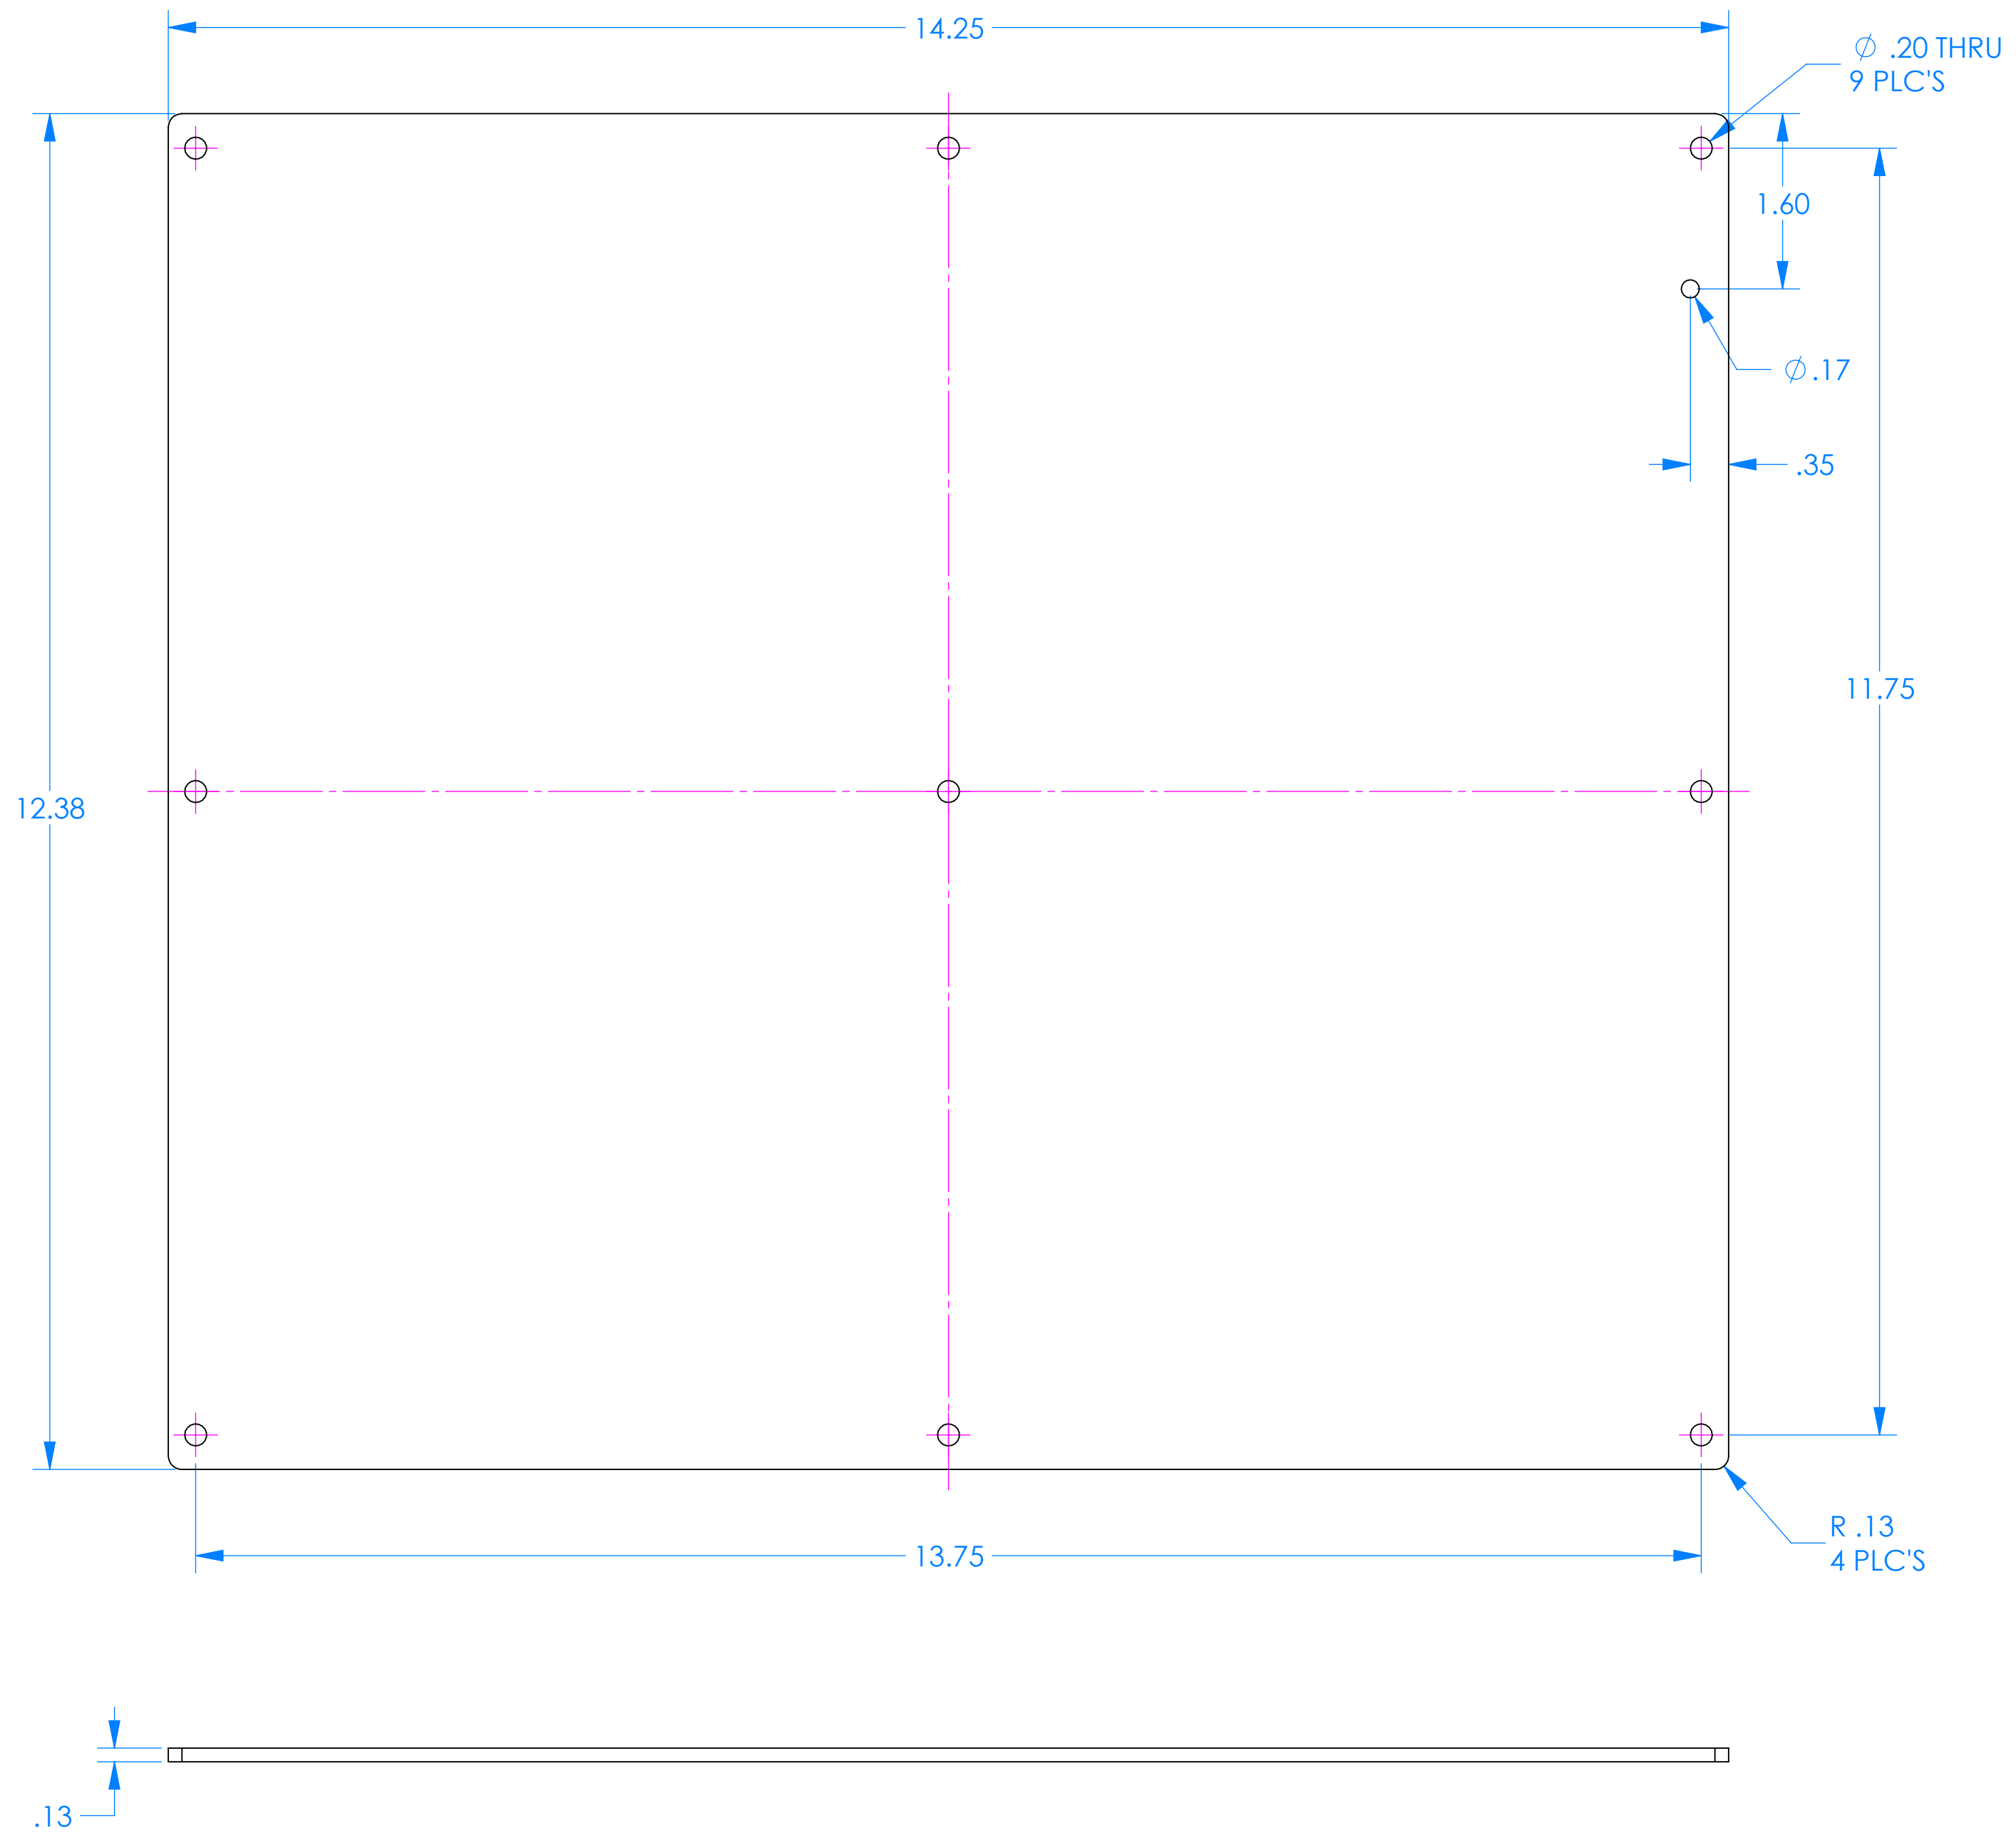 14.25
Ø .20 THRU
9 PLC'S
1.60
Ø .17
.35
11.75
12.38
R .13
4 PLC'S
13.75
.13